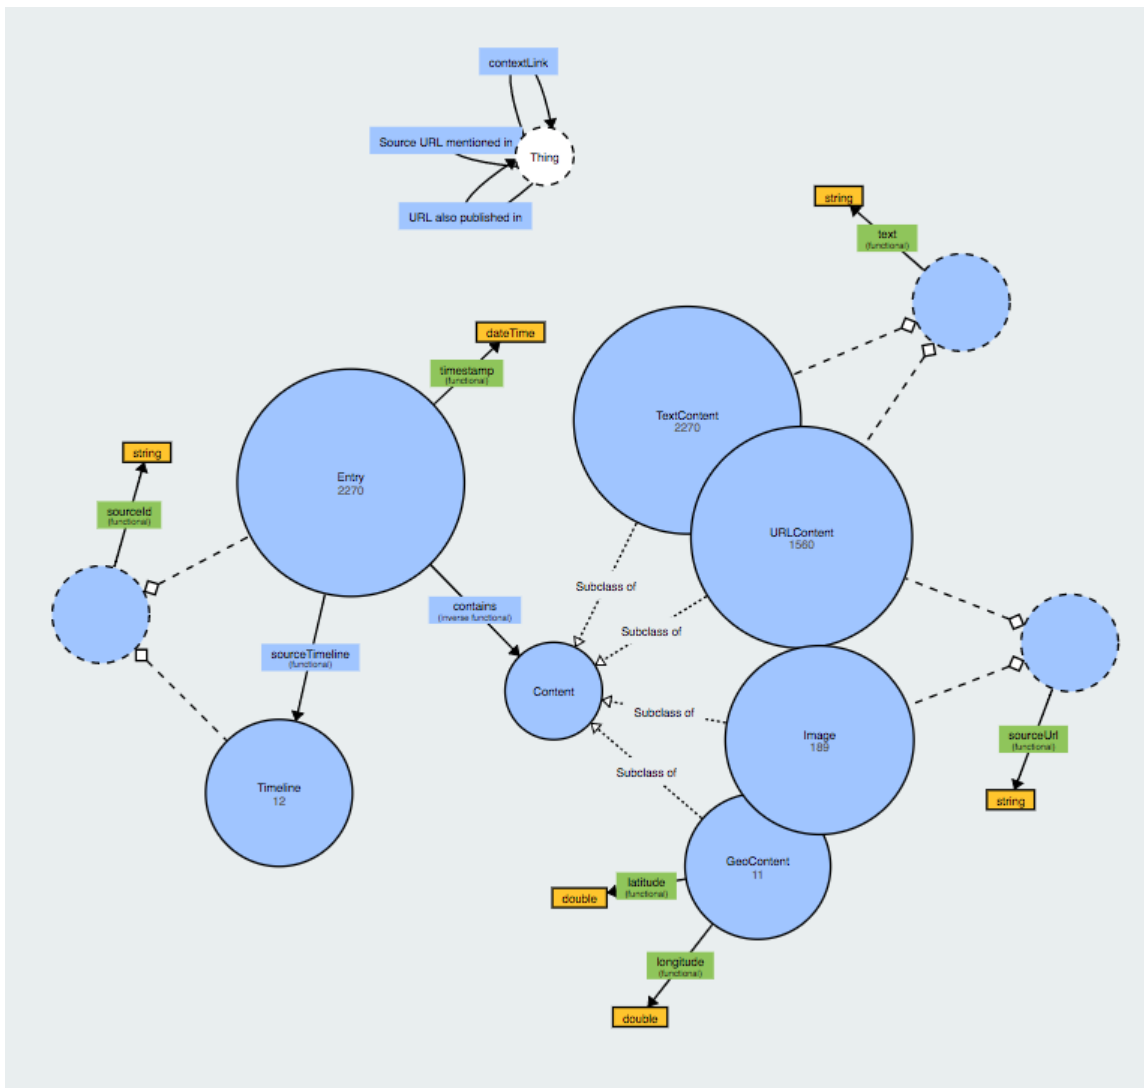 contextLink
Source URL mentioned in
Thing
URL also published in
string
text
(functional)
dateTime
timestamp
(functional)
TextContent
2270
string
Entry
2270
sourceId
(functional)
URLContent
1560
Subclass of
contains
(inverse functional)
Subclass of
sourceTimeline
(functional)
Content
Subclass of
Image
189
sourceUrl
(functional)
Subclass of
Timeline
12
string
GeoContent
11
latitude
(functional)
double
longitude
(functional)
double